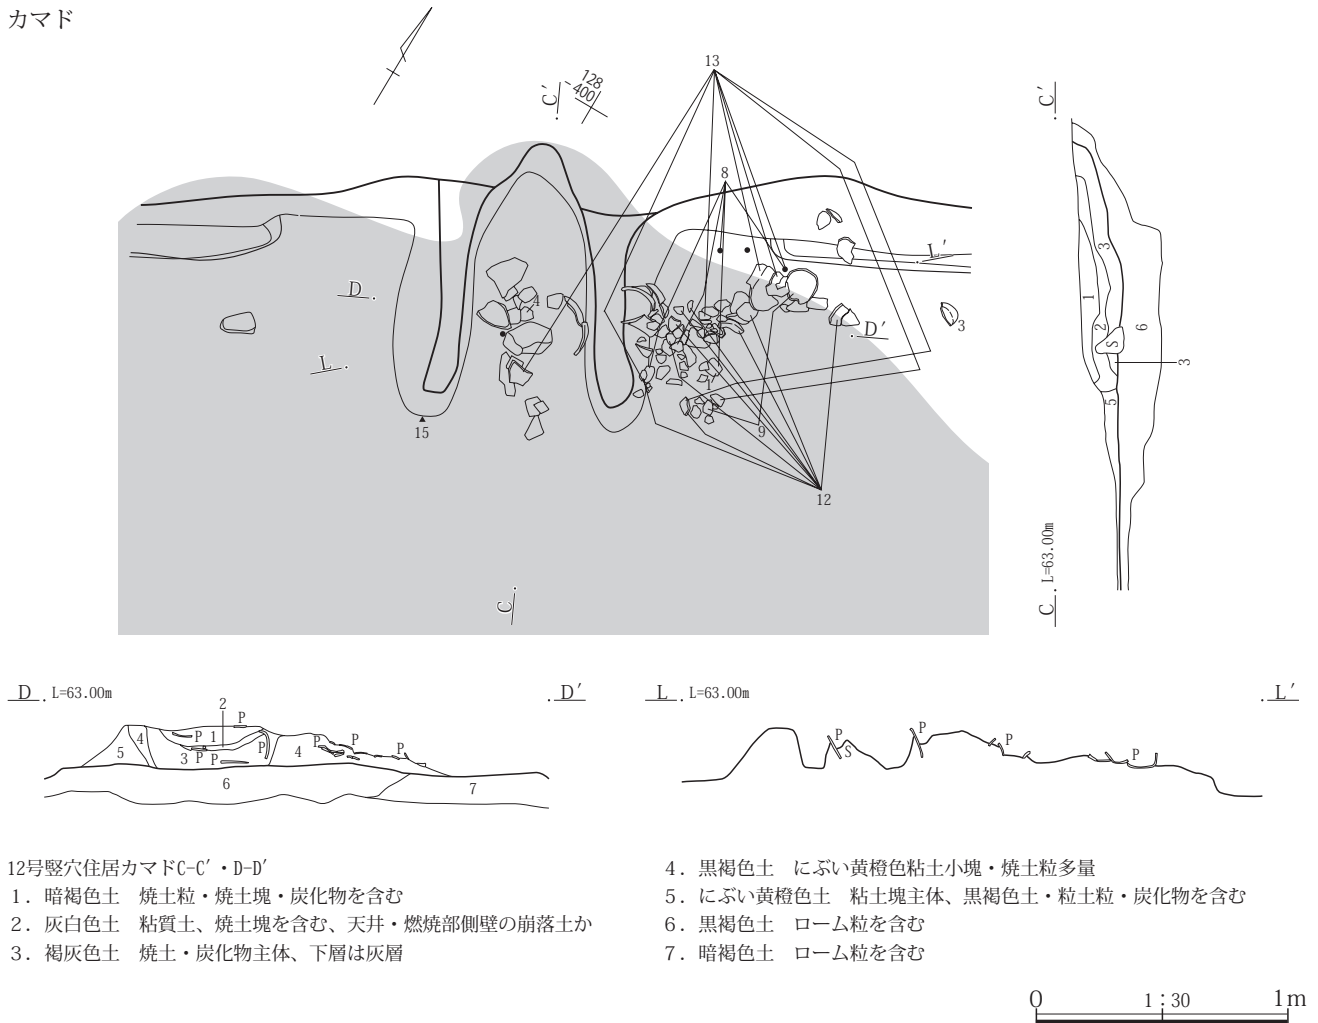 カマド
13
128
-400
C′
C′
8
L′
D
4
3
D′
L
8
1
3
1
2
S
6
3
5
15
9
12
C
C
L=63.00m
D
L=63.00m
D′
2
P
P
1
4
5
3
P
P
P
4
P
P
P
6
7
L
L=63.00m
L′
P
S
P
P
P
12号竪穴住居カマドC-C′・D-D′
1. 暗褐色土 焼土粒・焼土塊・炭化物を含む
2. 灰白色土 粘質土、焼土塊を含む、天井・燃焼部側壁の崩落土か
3. 褐灰色土 焼土・炭化物主体、下層は灰層
4. 黒褐色土 にぶい黄橙色粘土小塊・焼土粒多量
5. にぶい黄橙色土 粘土塊主体、黒褐色土・粒土粒・炭化物を含む
6. 黒褐色土 ローム粒を含む
7. 暗褐色土 ローム粒を含む
0 1:30 1m